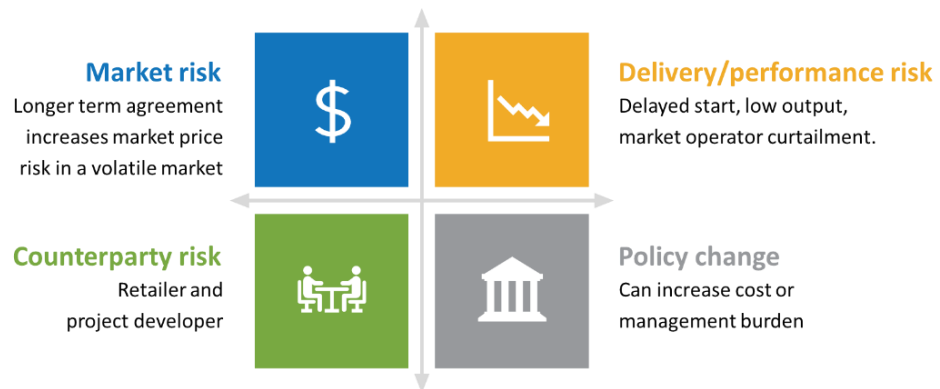 Market risk
Longer term agreement
increases market price
risk in a volatile market
$
Delivery/performance risk
Delayed start, low output,
market operator curtailment.
Counterparty risk
Retailer and
project developer
Policy change
Can increase cost or
management burden